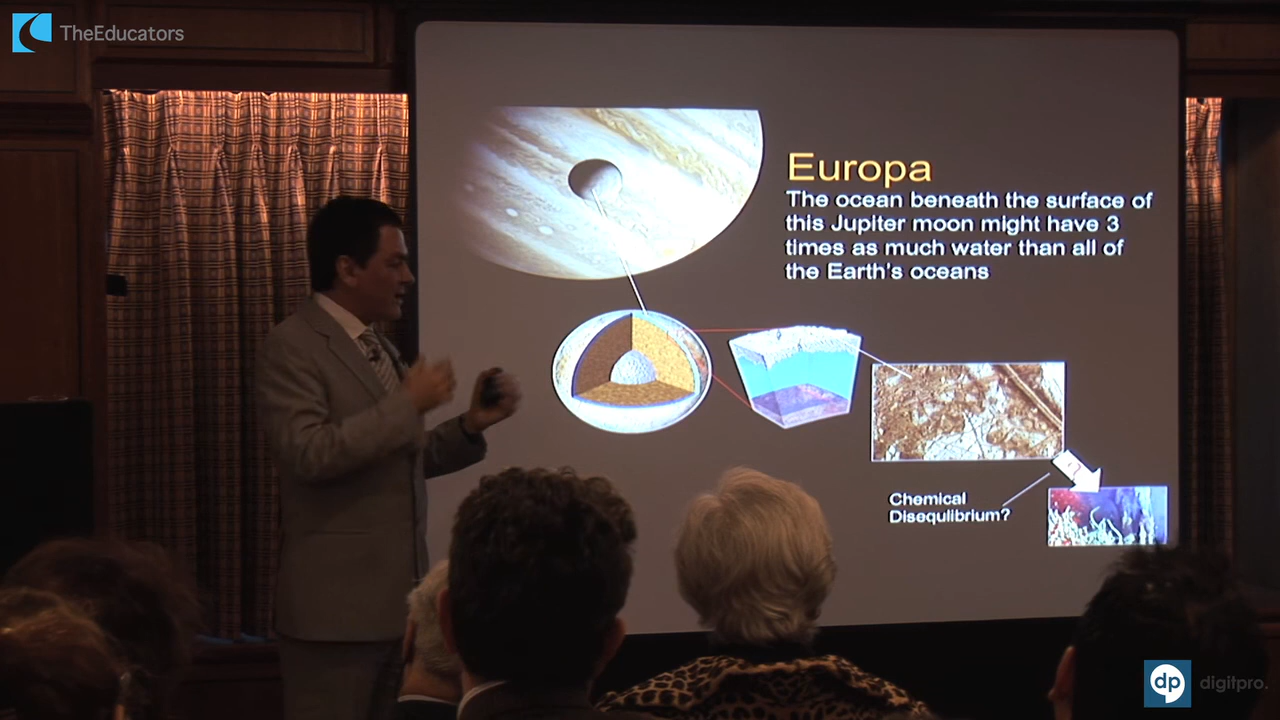 TheEducators
Europa
The ocean beneath the surface of
this Jupiter moon might have 3
times as much water than all of
the Earth's oceans
?
Chemical
Disequlibrium?
dp digitpro.